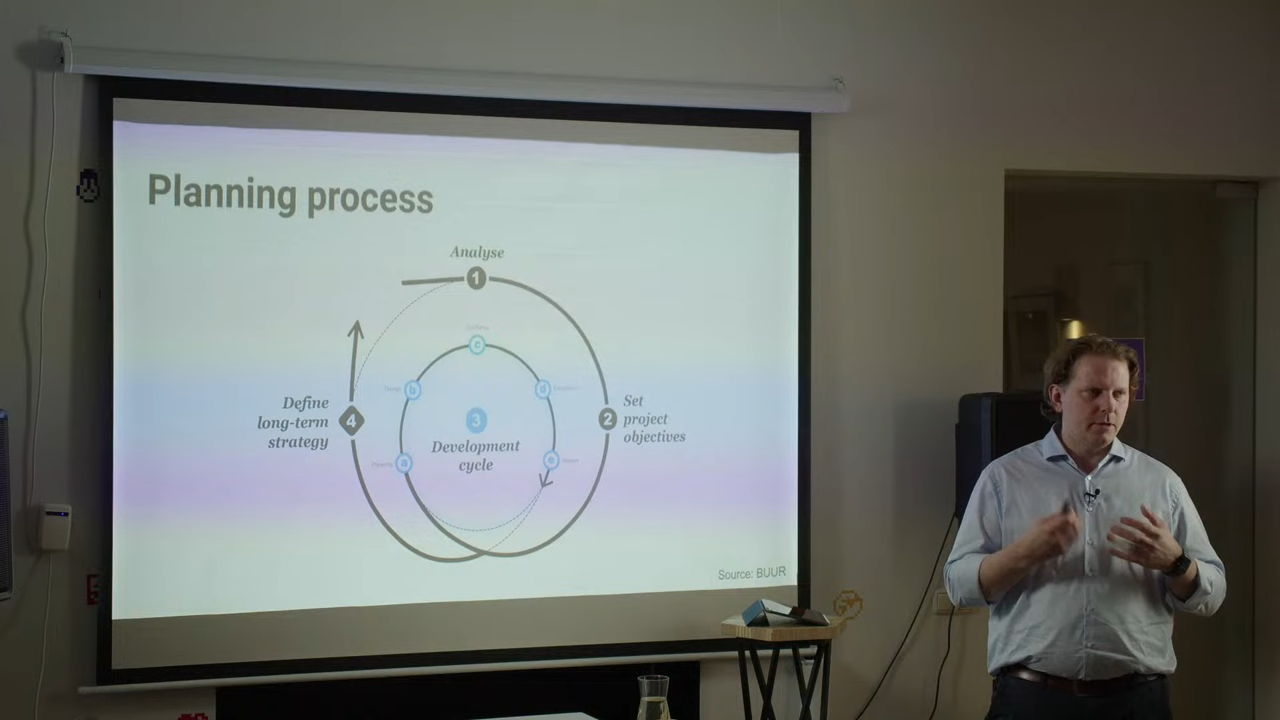 Planning process
Analyse
1
c
b
d
Define
long-term
strategy
4
3
Development
cycle
2
Set
project
objectives
a
e
Source: BUUR